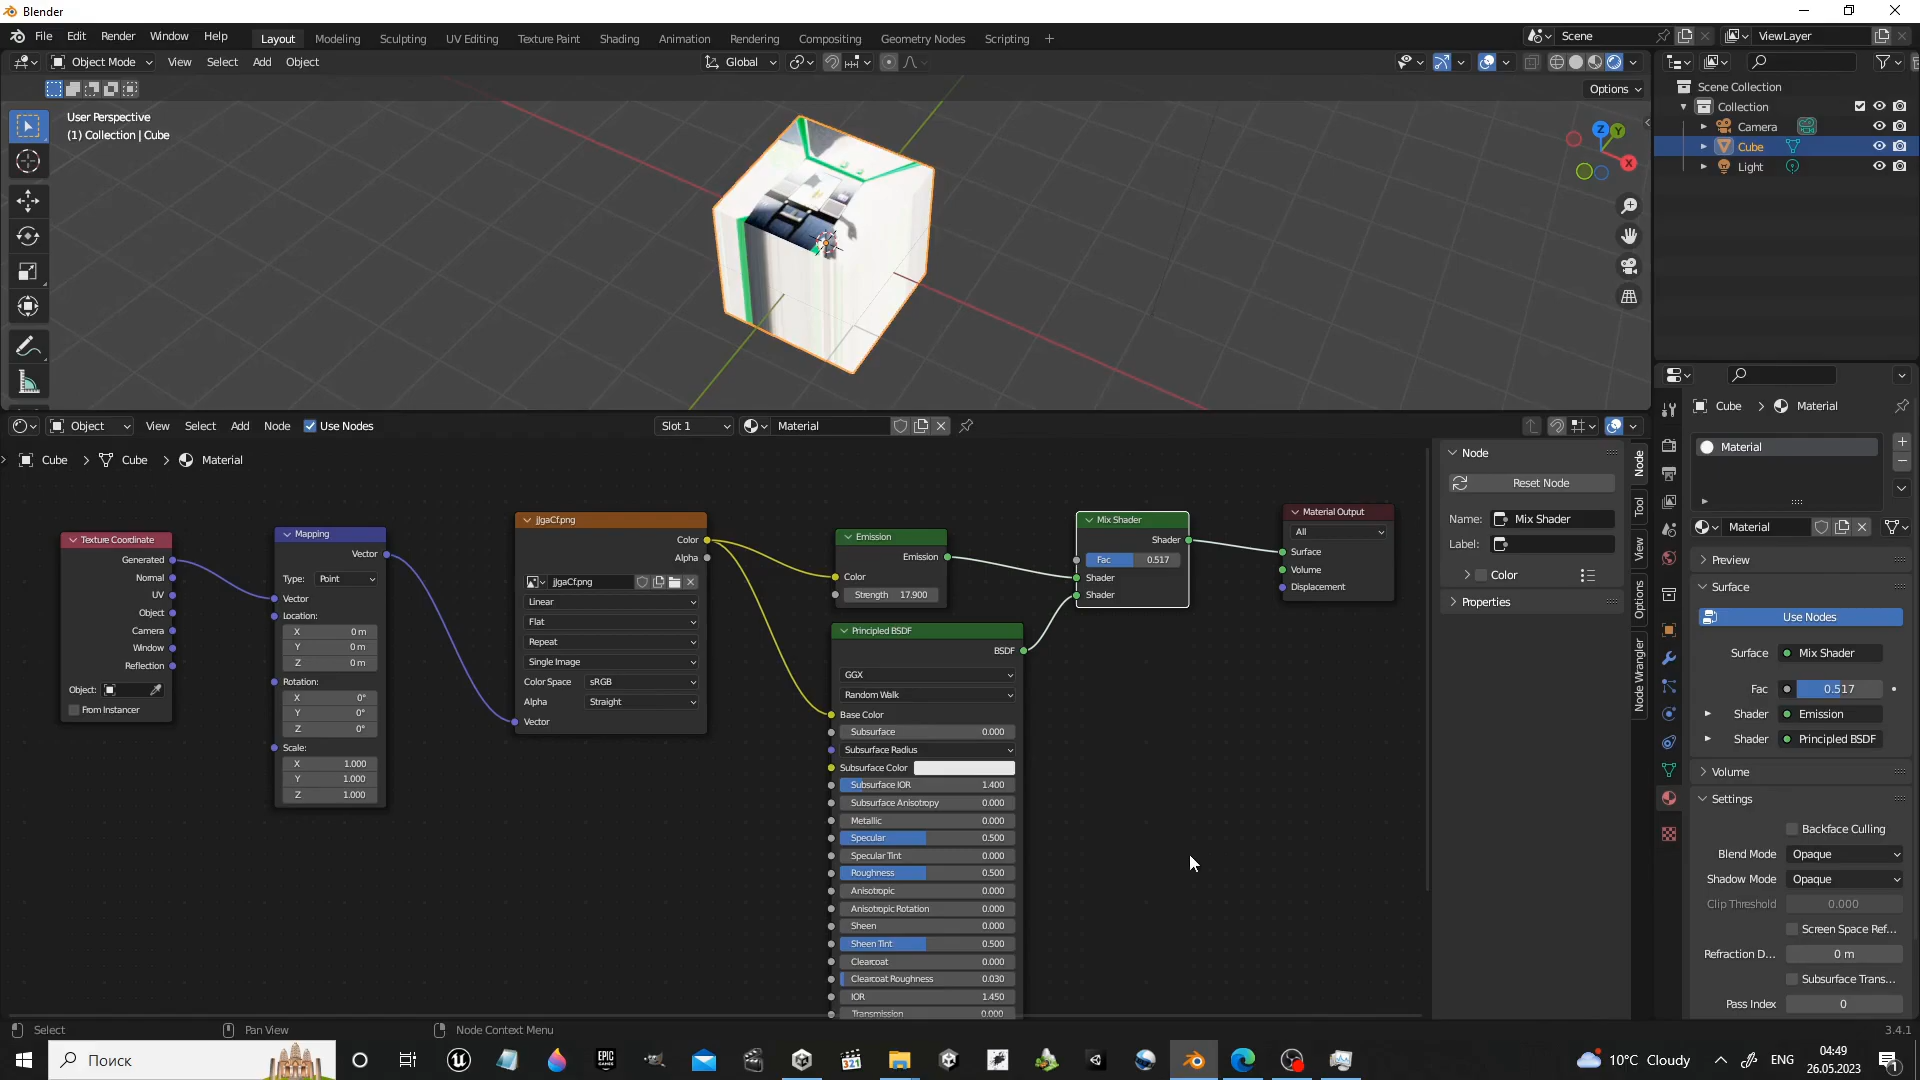 Blender
File Edit Render Window Help Layout Modeling Sculpting UV Editing Texture Paint Shading Animation Rendering Compositing Geometry Nodes Scripting + Scene ViewLayer
Object Mode View Select Add Object Global
Options
User Perspective
(1) Collection | Cube
Z Y X
Scene Collection
Collection
Camera
Cube
Light
Object View Select Add Node Use Nodes Slot 1 Material
Cube > Cube > Material
Texture Coordinate
Generated
Normal
UV
Object
Camera
Window
Reflection
Object:
From Instancer
Mapping
Vector
Type: Point
Vector
Location:
X 0 m
Y 0 m
Z 0 m
Rotation:
X 0°
Y 0°
Z 0°
Scale:
X 1.000
Y 1.000
Z 1.000
jJgaCf.png
Color
Alpha
jJgaCf.png
Linear
Flat
Repeat
Single Image
Color Space sRGB
Alpha Straight
Vector
Emission
Emission
Color
Strength 17.900
Principled BSDF
BSDF
GGX
Random Walk
Base Color
Subsurface 0.000
Subsurface Radius
Subsurface Color
Subsurface IOR 1.400
Subsurface Anisotropy 0.000
Metallic 0.000
Specular 0.500
Specular Tint 0.000
Roughness 0.500
Anisotropic 0.000
Anisotropic Rotation 0.000
Sheen 0.000
Sheen Tint 0.500
Clearcoat 0.000
Clearcoat Roughness 0.030
IOR 1.450
Transmission 0.000
Mix Shader
Shader
Fac 0.517
Shader
Shader
Material Output
All
Surface
Volume
Displacement
Node
Reset Node
Name: Mix Shader
Label:
Color
Properties
Node
Tool
View
Options
Node Wrangler
Cube > Material
Material
Material
Preview
Surface
Use Nodes
Surface Mix Shader
Fac 0.517
Shader Emission
Shader Principled BSDF
Volume
Settings
Backface Culling
Blend Mode Opaque
Shadow Mode Opaque
Clip Threshold 0.000
Screen Space Ref...
Refraction D... 0 m
Subsurface Trans...
Pass Index 0
Select Pan View Node Context Menu 3.4.1
Поиск
EPIC GAMES
321
10°C Cloudy
ENG
04:49
26.05.2023
1